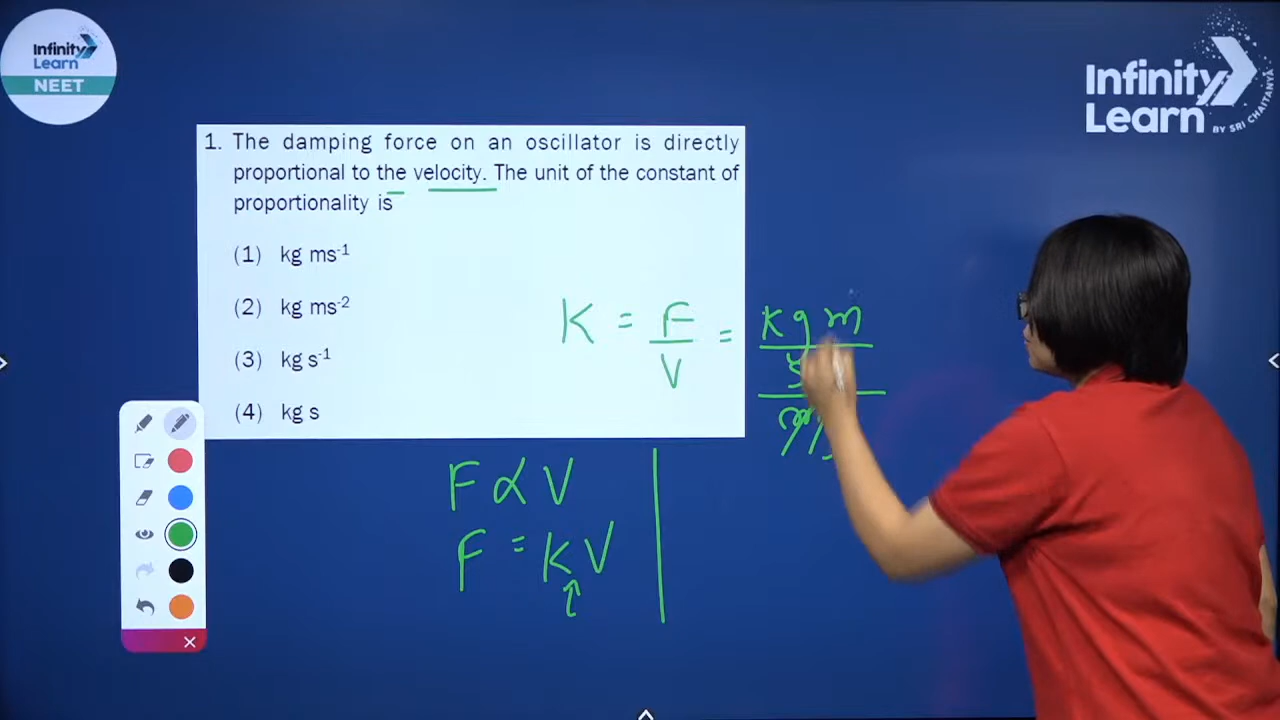 Infinity
Learn
NEET
Infinity
Learn
BY SRI CHAITANYA
1. The damping force on an oscillator is directly
proportional to the velocity. The unit of the constant of
proportionality is
(1) kg ms-1
(2) kg ms-2
(3) kg s-1
(4) kg s
K = F = kg m
V
F ∝ V
F = KV